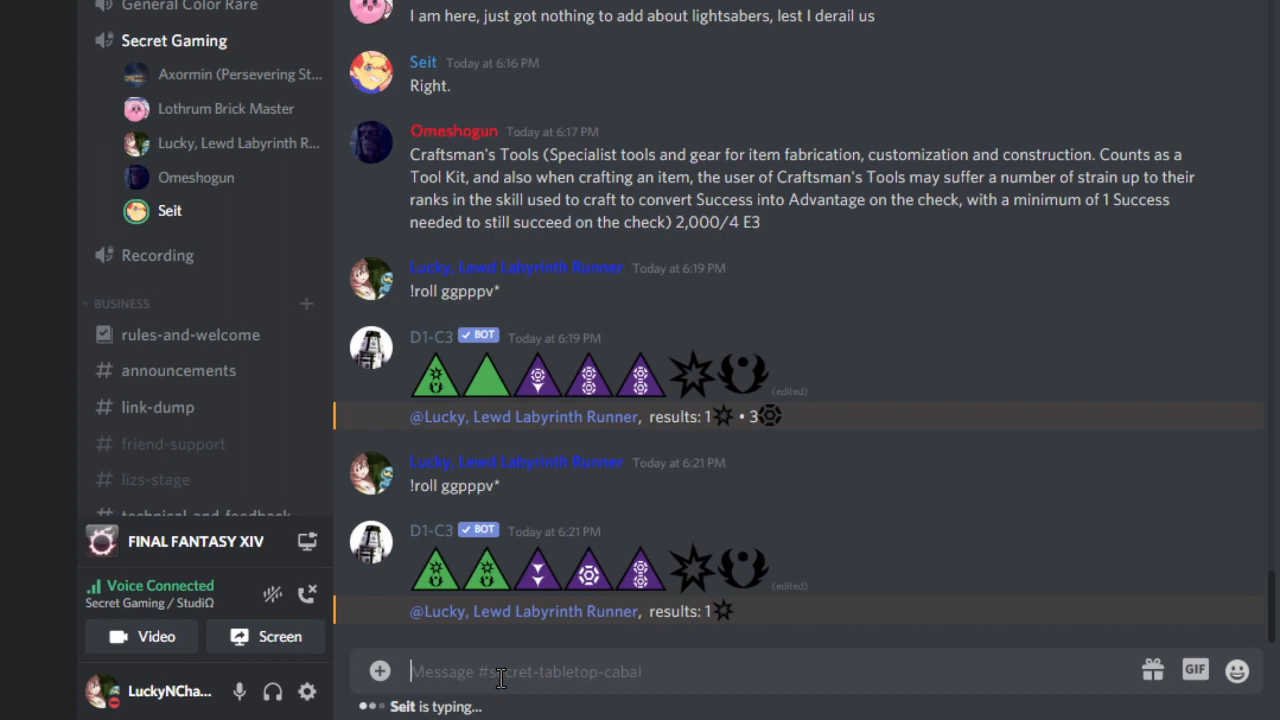 General Color Rare
Secret Gaming
Axormin (Persevering St...
Lothrum Brick Master
Lucky, Lewd Labyrinth R...
Omeshogun
Seit
Recording
BUSINESS
rules-and-welcome
announcements
link-dump
friend-support
lizs-stage
technical-and-feedback
FINAL FANTASY XIV
Voice Connected
Secret Gaming / StudiΩ
Video
Screen
LuckyNCha...
I am here, just got nothing to add about lightsabers, lest I derail us
Seit Today at 6:16 PM
Right.
Omeshogun Today at 6:17 PM
Craftsman's Tools (Specialist tools and gear for item fabrication, customization and construction. Counts as a
Tool Kit, and also when crafting an item, the user of Craftsman's Tools may suffer a number of strain up to their
ranks in the skill used to craft to convert Success into Advantage on the check, with a minimum of 1 Success
needed to still succeed on the check) 2,000/4 E3
Lucky, Lewd Labyrinth Runner Today at 6:19 PM
!roll ggpppv*
D1-C3 ✓ BOT Today at 6:19 PM
(edited)
@Lucky, Lewd Labyrinth Runner, results: 1 • 3
Lucky, Lewd Labyrinth Runner Today at 6:21 PM
!roll ggpppv*
D1-C3 ✓ BOT Today at 6:21 PM
(edited)
@Lucky, Lewd Labyrinth Runner, results: 1
Message #secret-tabletop-cabal
GIF
Seit is typing...